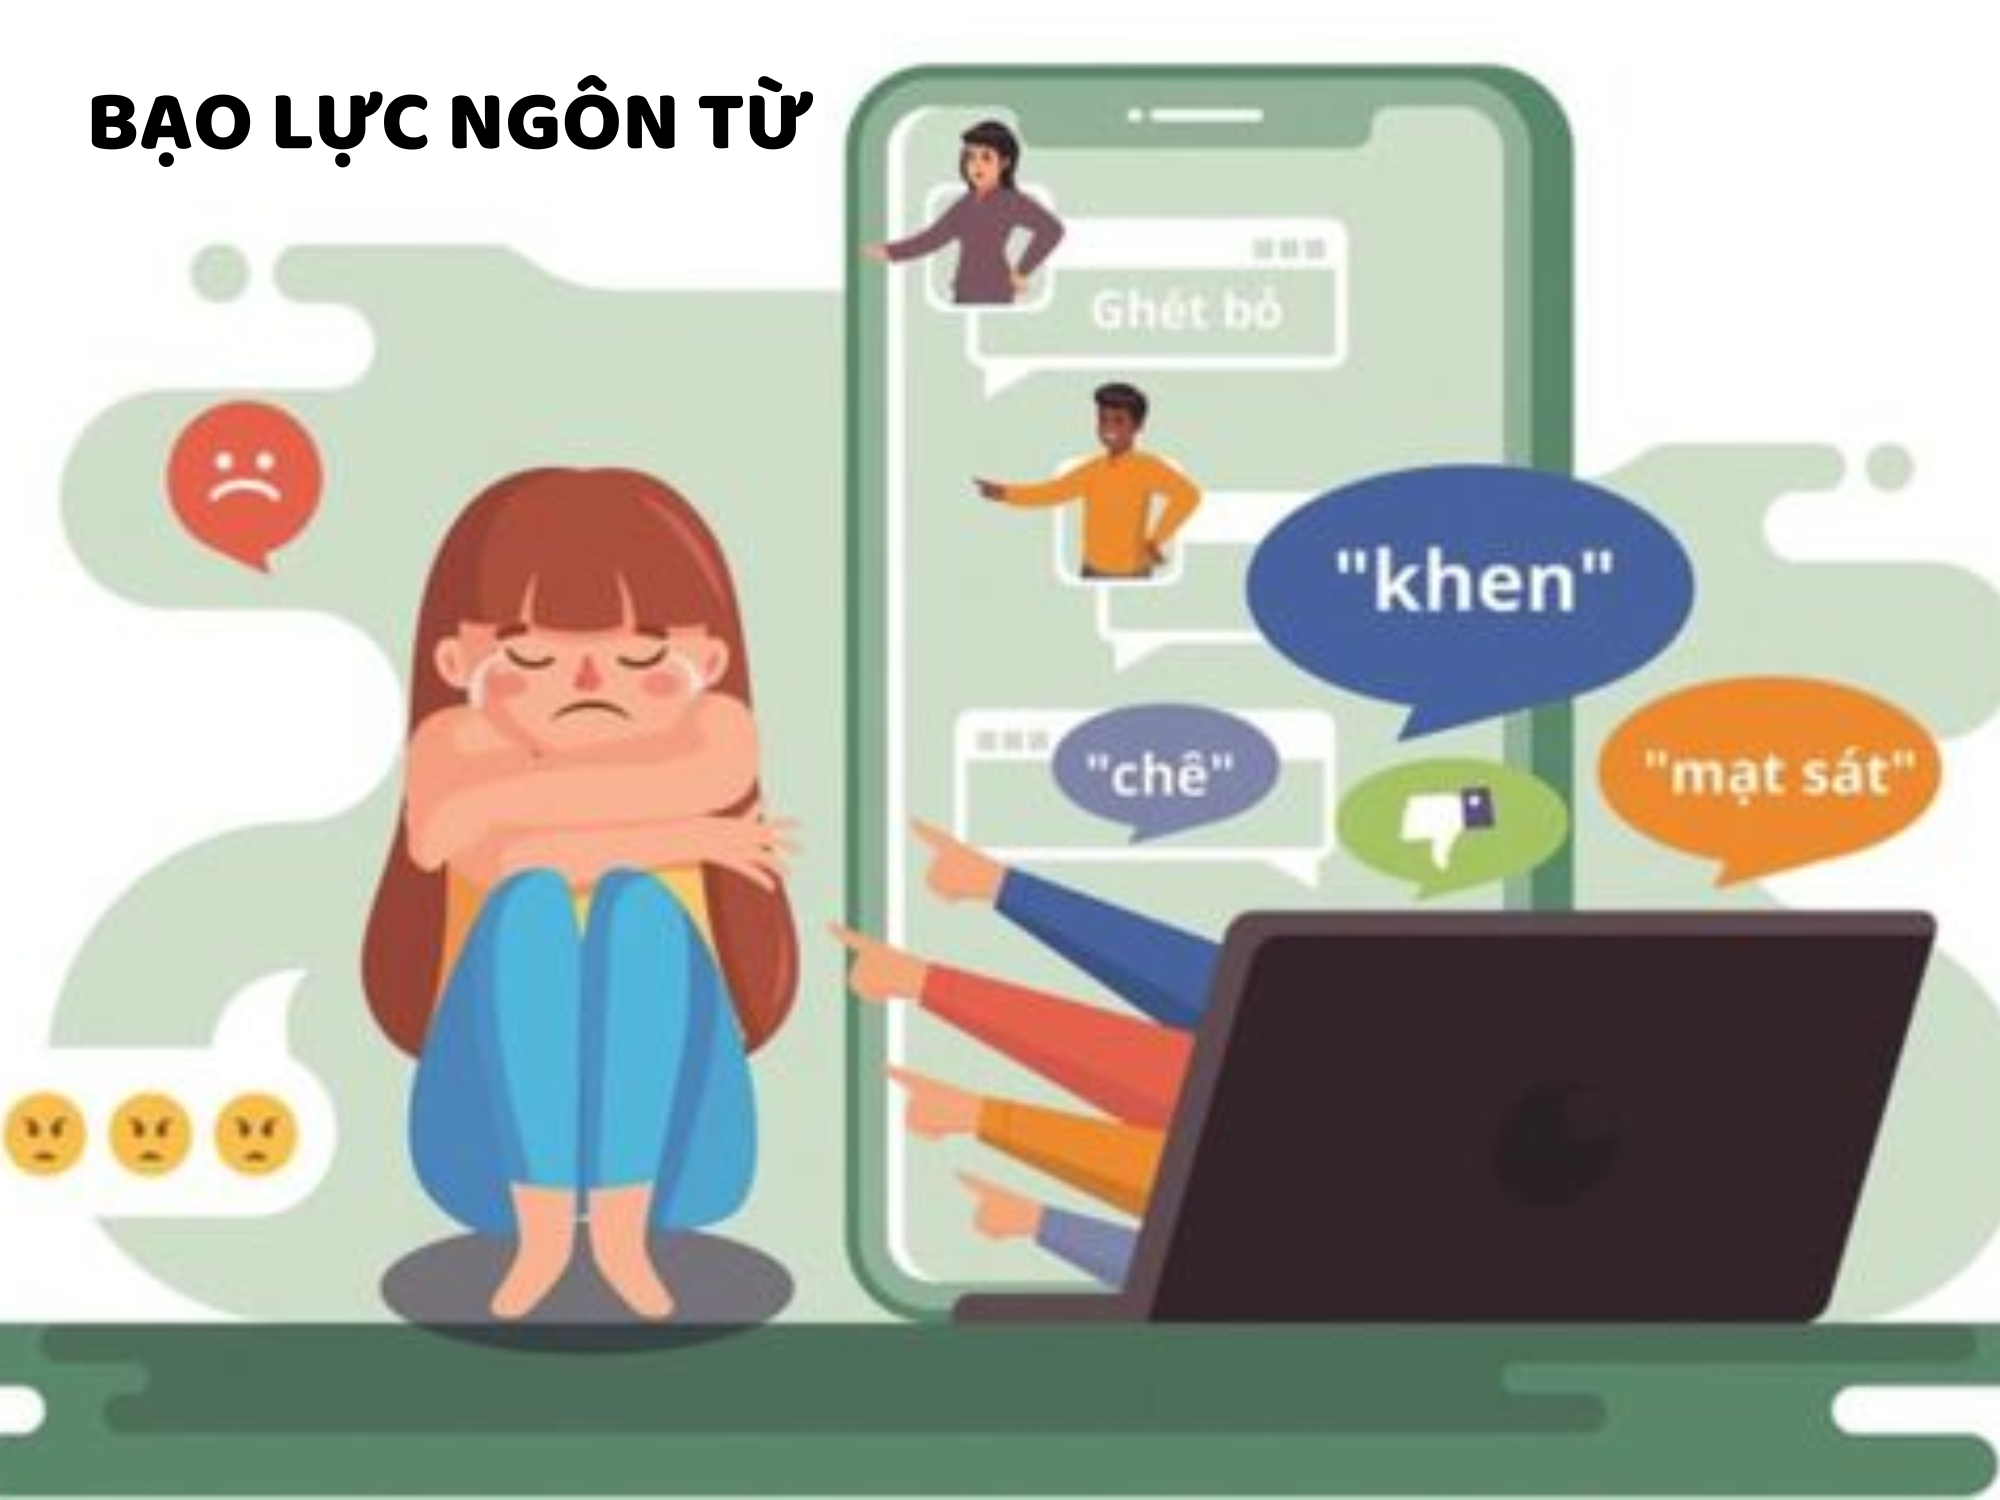 BẠO LỰC NGÔN TỪ
Ghét bỏ
"khen"
"chê"
"mạt sát"